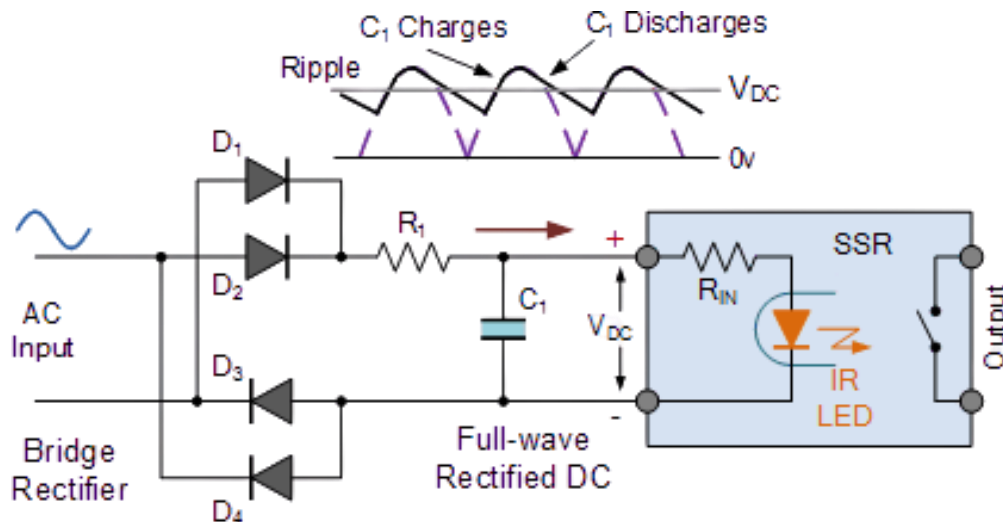 C1 Charges
C1 Discharges
Ripple
VDC
0v
D1
R1
+
SSR
D2
RIN
C1
AC
Input
VDC
Output
D3
IR
LED
-
Bridge
Rectifier
Full-wave
Rectified DC
D4